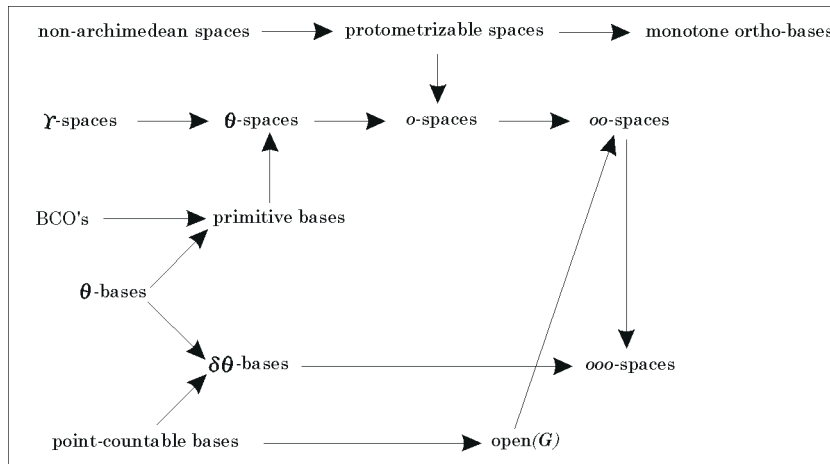 non-archimedean spaces protometrizable spaces monotone ortho-bases
ϒ-spaces θ-spaces o-spaces oo-spaces
BCO's primitive bases
θ-bases
δθ-bases ooo-spaces
point-countable bases open(G)